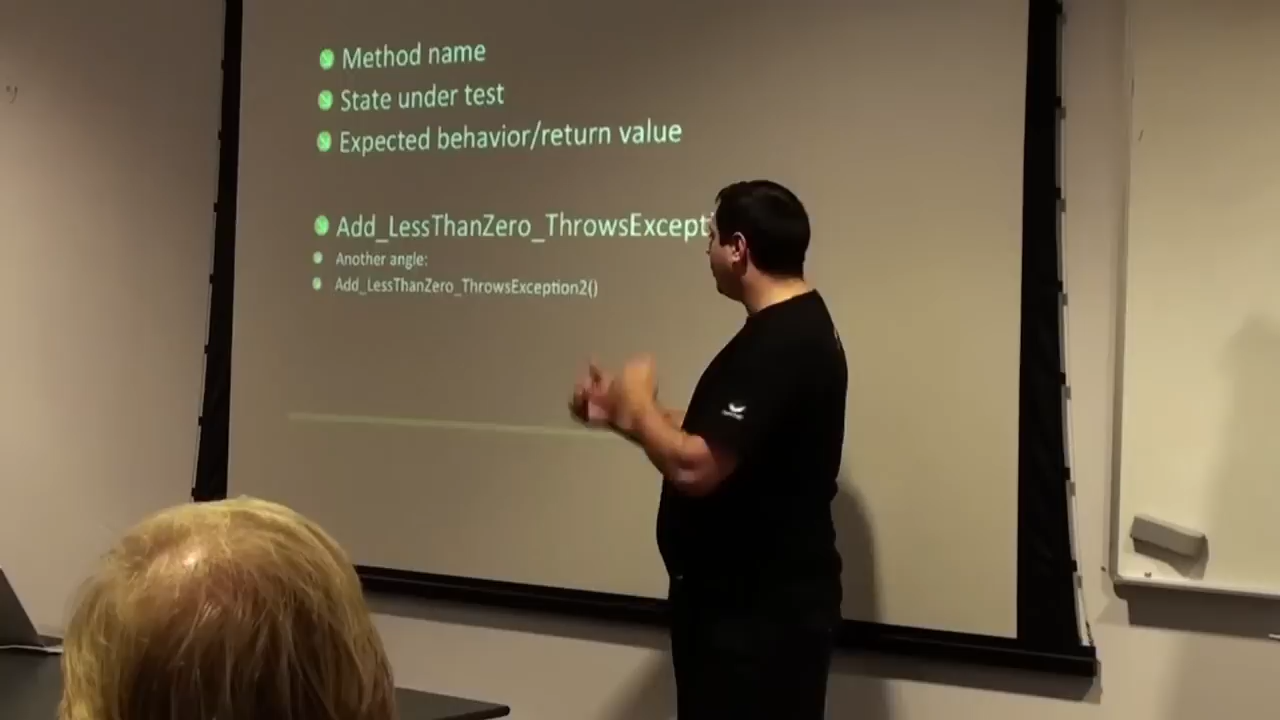 Method name
State under test
Expected behavior/return value
Add_LessThanZero_ThrowsExcept
Another angle:
Add_LessThanZero_ThrowsException2()